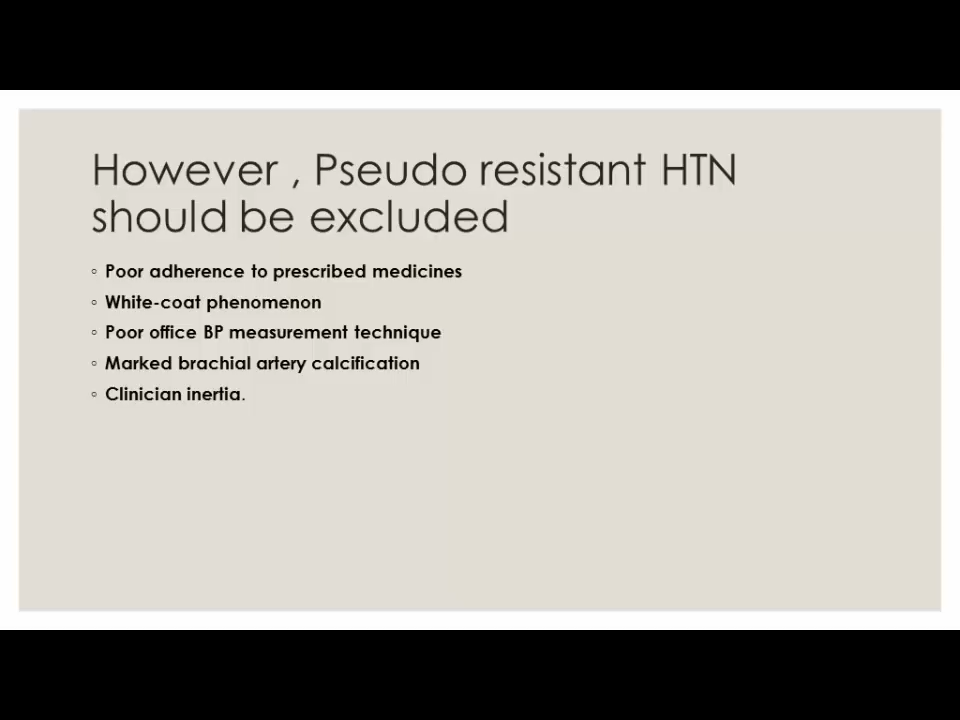 However , Pseudo resistant HTN
should be excluded
◦ Poor adherence to prescribed medicines
◦ White-coat phenomenon
◦ Poor office BP measurement technique
◦ Marked brachial artery calcification
◦ Clinician inertia.